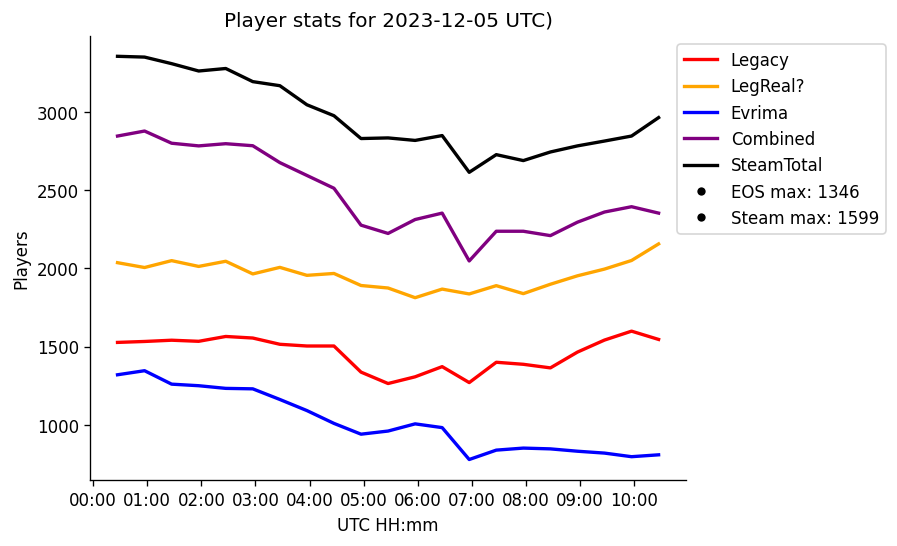 Player stats for 2023-12-05 UTC)
Legacy
LegReal?
Evrima
Combined
SteamTotal
EOS max: 1346
Steam max: 1599
3000
2500
2000
1500
1000
Players
00:00 01:00 02:00 03:00 04:00 05:00 06:00 07:00 08:00 09:00 10:00
UTC HH:mm